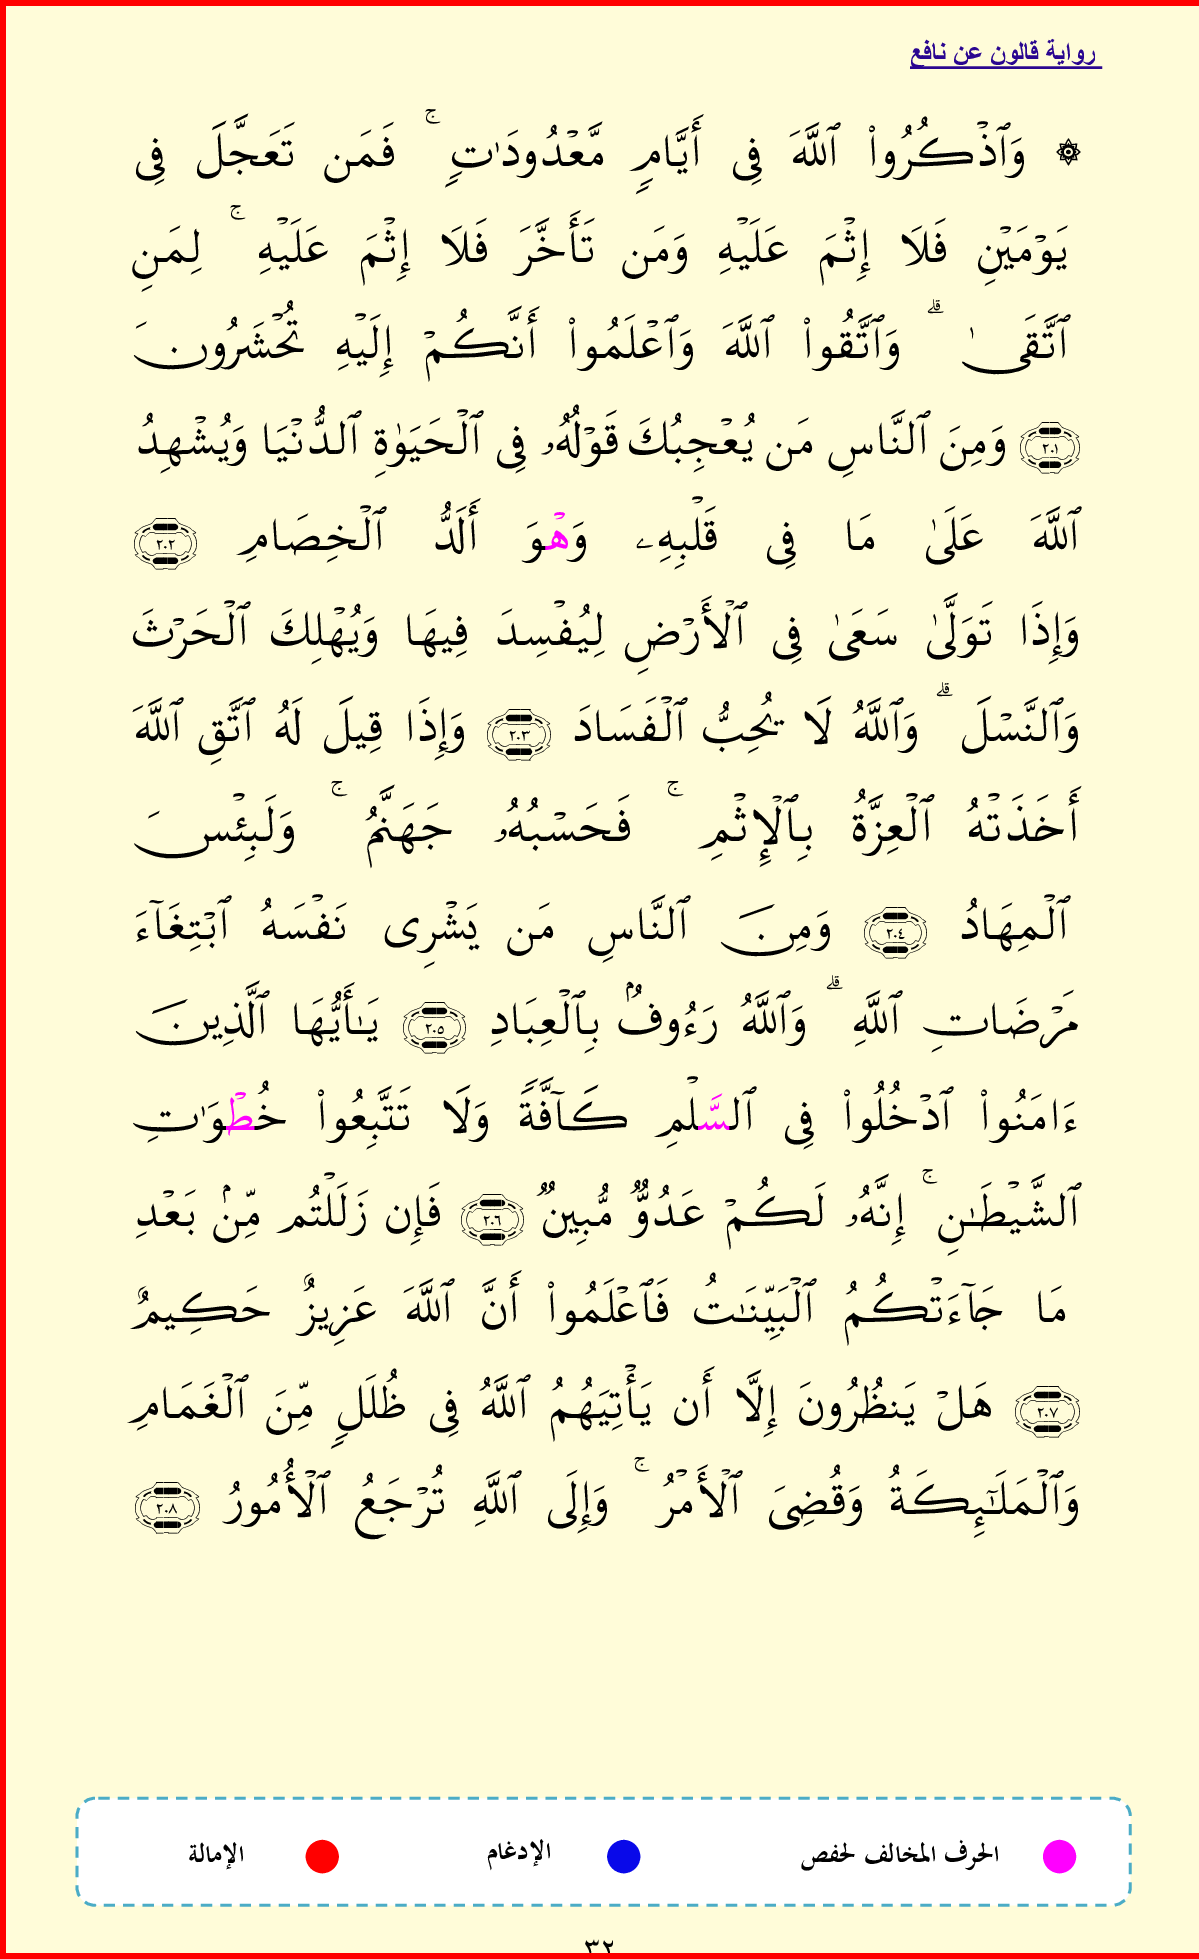 رواية قالون عن نافع
۞ وَٱذۡكُرُواْ ٱللَّهَ فِي أَيَّامٖ مَّعۡدُودَٰتٖۚ فَمَن تَعَجَّلَ فِي
يَوۡمَيۡنِ فَلَا إِثۡمَ عَلَيۡهِ وَمَن تَأَخَّرَ فَلَا إِثۡمَ عَلَيۡهِۚ لِمَنِ
ٱتَّقَىٰۗ وَٱتَّقُواْ ٱللَّهَ وَٱعۡلَمُواْ أَنَّكُمۡ إِلَيۡهِ تُحۡشَرُونَ
٢٠١ وَمِنَ ٱلنَّاسِ مَن يُعۡجِبُكَ قَوۡلُهُۥ فِي ٱلۡحَيَوٰةِ ٱلدُّنۡيَا وَيُشۡهِدُ
ٱللَّهَ عَلَىٰ مَا فِي قَلۡبِهِۦ وَهۡوَ أَلَدُّ ٱلۡخِصَامِ ٢٠٢
وَإِذَا تَوَلَّىٰ سَعَىٰ فِي ٱلۡأَرۡضِ لِيُفۡسِدَ فِيهَا وَيُهۡلِكَ ٱلۡحَرۡثَ
وَٱلنَّسۡلَۗ وَٱللَّهُ لَا يُحِبُّ ٱلۡفَسَادَ ٢٠٣ وَإِذَا قِيلَ لَهُ ٱتَّقِ ٱللَّهَ
أَخَذَتۡهُ ٱلۡعِزَّةُ بِٱلۡإِثۡمِۚ فَحَسۡبُهُۥ جَهَنَّمُۚ وَلَبِئۡسَ
ٱلۡمِهَادُ ٢٠٤ وَمِنَ ٱلنَّاسِ مَن يَشۡرِي نَفۡسَهُ ٱبۡتِغَآءَ
مَرۡضَاتِ ٱللَّهِۗ وَٱللَّهُ رَءُوفُۢ بِٱلۡعِبَادِ ٢٠٥ يَـٰأَيُّهَا ٱلَّذِينَ
ءَامَنُواْ ٱدۡخُلُواْ فِي ٱلسَّلۡمِ كَآفَّةٗ وَلَا تَتَّبِعُواْ خُطۡوَٰتِ
ٱلشَّيۡطَـٰنِۚ إِنَّهُۥ لَكُمۡ عَدُوّٞ مُّبِينٞ ٢٠٦ فَإِن زَلَلۡتُم مِّنۢ بَعۡدِ
مَا جَآءَتۡكُمُ ٱلۡبَيِّنَـٰتُ فَٱعۡلَمُواْ أَنَّ ٱللَّهَ عَزِيزٌ حَكِيمٌ
٢٠٧ هَلۡ يَنظُرُونَ إِلَّا أَن يَأۡتِيَهُمُ ٱللَّهُ فِي ظُلَلٖ مِّنَ ٱلۡغَمَامِ
وَٱلۡمَلَـٰٓئِكَةُ وَقُضِيَ ٱلۡأَمۡرُۚ وَإِلَى ٱللَّهِ تُرۡجَعُ ٱلۡأُمُورُ ٢٠٨
الحرف المخالف لحفص الإدغام الإمالة
٣٢